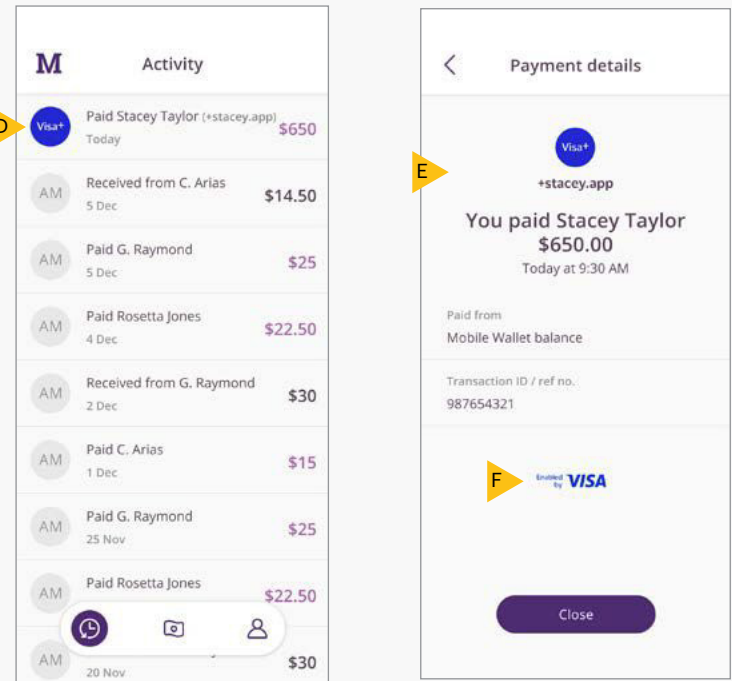 M
Activity
D
Visa+
Paid Stacey Taylor (+stacey.app)
$650
Today
AM
Received from C. Arias
$14.50
5 Dec
AM
Paid G. Raymond
$25
5 Dec
AM
Paid Rosetta Jones
$22.50
4 Dec
AM
Received from G. Raymond
$30
2 Dec
AM
Paid C. Arias
$15
1 Dec
AM
Paid G. Raymond
$25
25 Nov
AM
Paid Rosetta Jones
$22.50
AM
$30
20 Nov
Payment details
E
Visa+
+stacey.app
You paid Stacey Taylor
$650.00
Today at 9:30 AM
Paid from
Mobile Wallet balance
Transaction ID / ref no.
987654321
F
Enabled
by VISA
Close